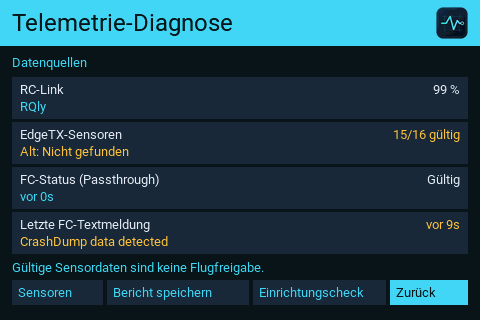 Telemetrie-Diagnose
Datenquellen
RC-Link 99 %
RQly
EdgeTX-Sensoren 15/16 gültig
Alt: Nicht gefunden
FC-Status (Passthrough) Gültig
vor 0s
Letzte FC-Textmeldung vor 9s
CrashDump data detected
Gültige Sensordaten sind keine Flugfreigabe.
Sensoren Bericht speichern Einrichtungscheck Zurück